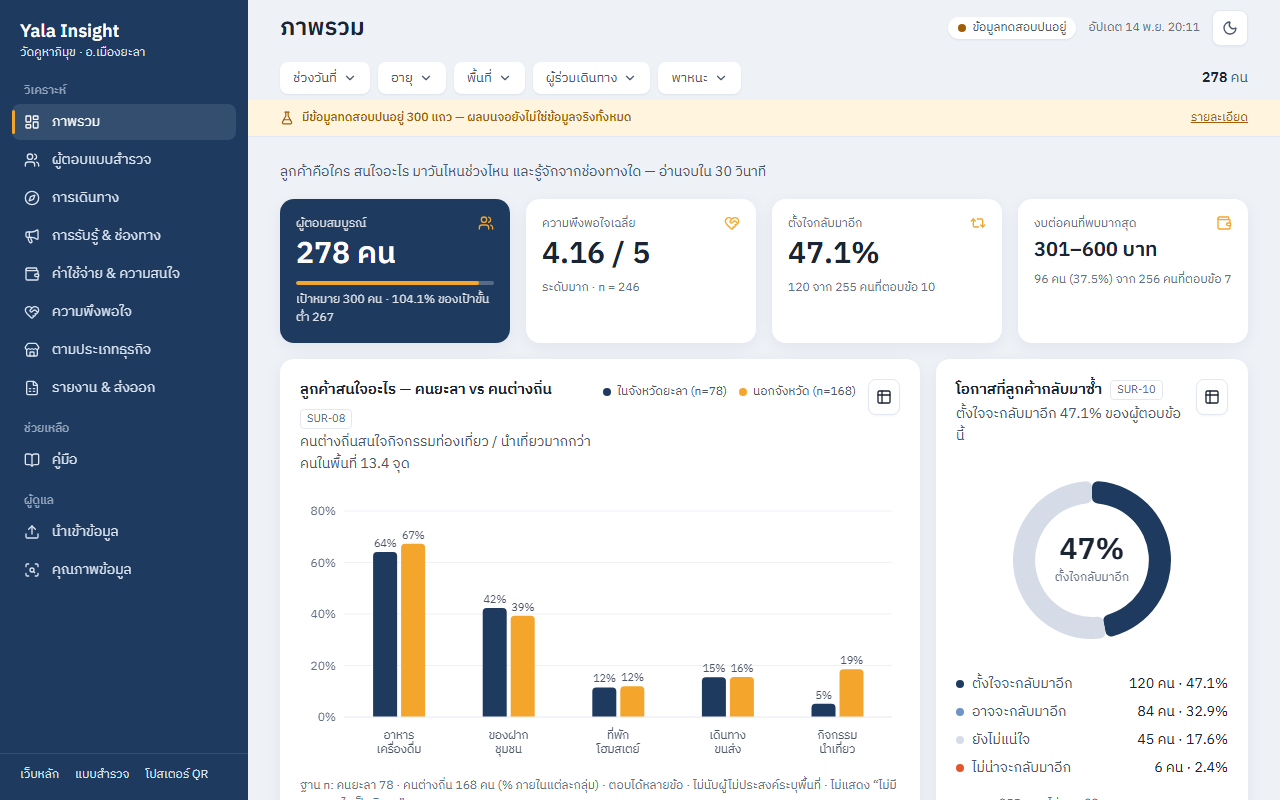 Yala Insight
วัดคูหาภิมุข · อ.เมืองยะลา
วิเคราะห์
ภาพรวม
ผู้ตอบแบบสำรวจ
การเดินทาง
การรับรู้ & ช่องทาง
ค่าใช้จ่าย & ความสนใจ
ความพึงพอใจ
ตามประเภทธุรกิจ
รายงาน & ส่งออก
ช่วยเหลือ
คู่มือ
ผู้ดูแล
นำเข้าข้อมูล
คุณภาพข้อมูล
เว็บหลัก แบบสำรวจ โปสเตอร์ QR
ภาพรวม
ข้อมูลทดสอบปนอยู่ อัปเดต 14 พ.ย. 20:11
ช่วงวันที่ อายุ พื้นที่ ผู้ร่วมเดินทาง พาหนะ 278 คน
มีข้อมูลทดสอบปนอยู่ 300 แถว — ผลบนจอยังไม่ใช่ข้อมูลจริงทั้งหมด รายละเอียด
ลูกค้าคือใคร สนใจอะไร มาวันไหนช่วงไหน และรู้จักจากช่องทางใด — อ่านจบใน 30 วินาที
ผู้ตอบสมบูรณ์
278 คน
เป้าหมาย 300 คน · 104.1% ของเป้าขั้น
ต่ำ 267
ความพึงพอใจเฉลี่ย
4.16 / 5
ระดับมาก · n = 246
ตั้งใจกลับมาอีก
47.1%
120 จาก 255 คนที่ตอบข้อ 10
งบต่อคนที่พบมากสุด
301–600 บาท
96 คน (37.5%) จาก 256 คนที่ตอบข้อ 7
ลูกค้าสนใจอะไร — คนยะลา vs คนต่างถิ่น
SUR-08
ในจังหวัดยะลา (n=78) นอกจังหวัด (n=168)
คนต่างถิ่นสนใจกิจกรรมท่องเที่ยว / นำเที่ยวมากกว่า
คนในพื้นที่ 13.4 จุด
80%
60%
40%
20%
0%
64% 67%
42% 39%
12% 12%
15% 16%
5% 19%
อาหาร
เครื่องดื่ม
ของฝาก
ชุมชน
ที่พัก
โฮมสเตย์
เดินทาง
ขนส่ง
กิจกรรม
นำเที่ยว
ฐาน n: คนยะลา 78 · คนต่างถิ่น 168 คน (% ภายในแต่ละกลุ่ม) · ตอบได้หลายข้อ · ไม่นับผู้ไม่ประสงค์ระบุพื้นที่ · ไม่แสดง “ไม่มี
โอกาสที่ลูกค้ากลับมาซ้ำ SUR-10
ตั้งใจจะกลับมาอีก 47.1% ของผู้ตอบข้อ
นี้
47%
ตั้งใจกลับมาอีก
ตั้งใจจะกลับมาอีก 120 คน · 47.1%
อาจจะกลับมาอีก 84 คน · 32.9%
ยังไม่แน่ใจ 45 คน · 17.6%
ไม่น่าจะกลับมาอีก 6 คน · 2.4%